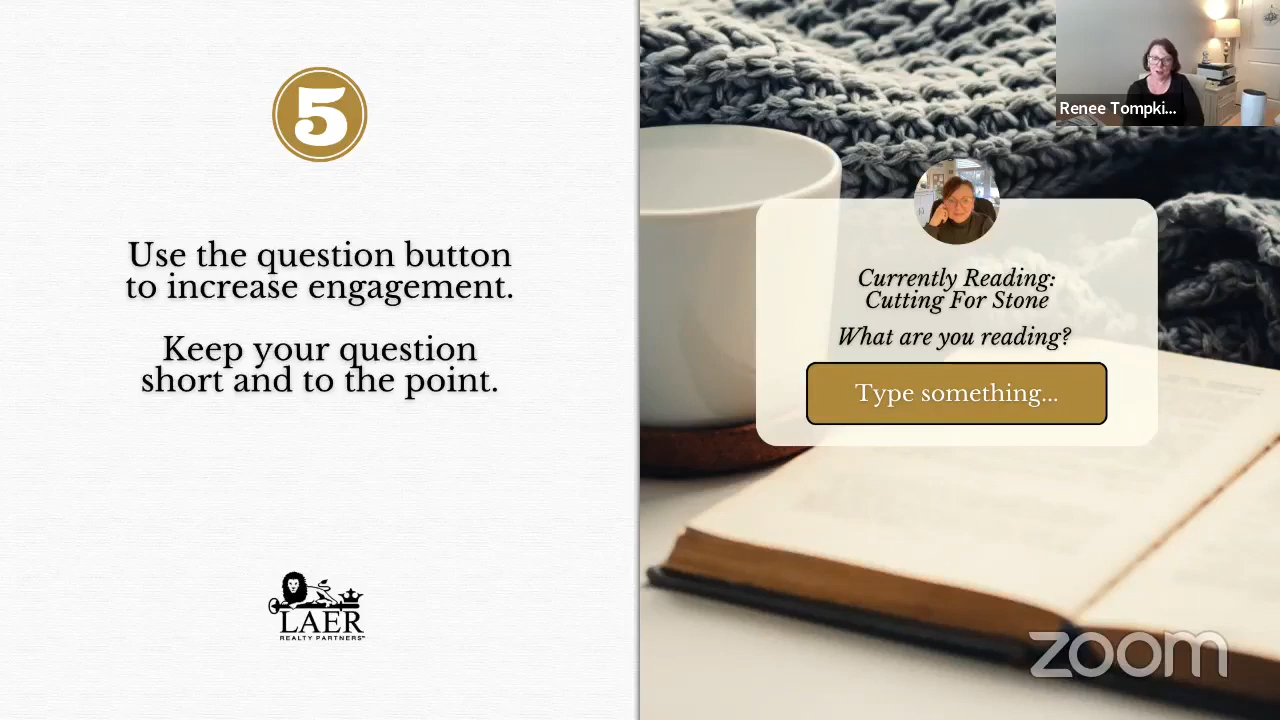 5
Use the question button
to increase engagement.
Keep your question
short and to the point.
LAER
REALTY PARTNERS™
Renee Tompki...
Currently Reading:
Cutting For Stone
What are you reading?
Type something...
zoom